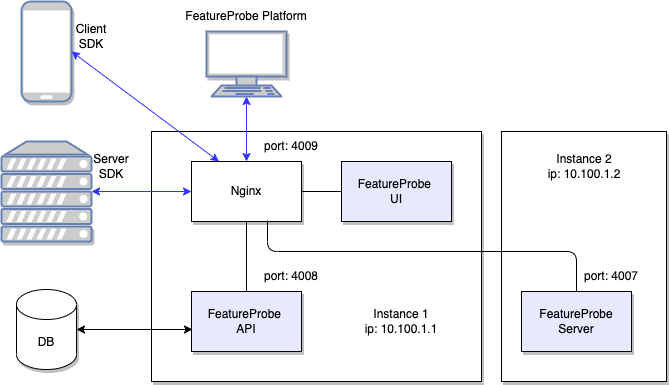 Client
SDK
FeatureProbe Platform
port: 4009
Server
SDK
Nginx
FeatureProbe
UI
Instance 2
ip: 10.100.1.2
port: 4008
port: 4007
DB
FeatureProbe
API
Instance 1
ip: 10.100.1.1
FeatureProbe
Server